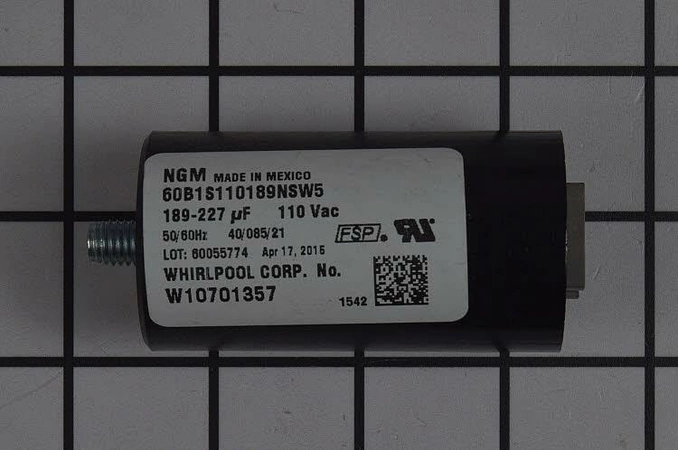 NGM MADE IN MEXICO
60B1S110189NSW5
189-227 µF 110 Vac
50/60Hz 40/085/21
FSP. RU
LOT: 60055774 Apr 17, 2015
WHIRLPOOL CORP. No.
W10701357
1542